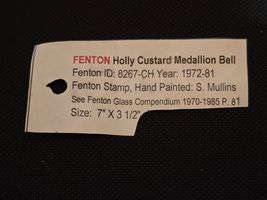 FENTON Holly Custard Medallion Bell
Fenton ID: 8267-CH Year: 1972-81
Fenton Stamp, Hand Painted: S. Mullins
See Fenton Glass Compendium 1970-1985 P. 81
Size: 7" X 3 1/2"